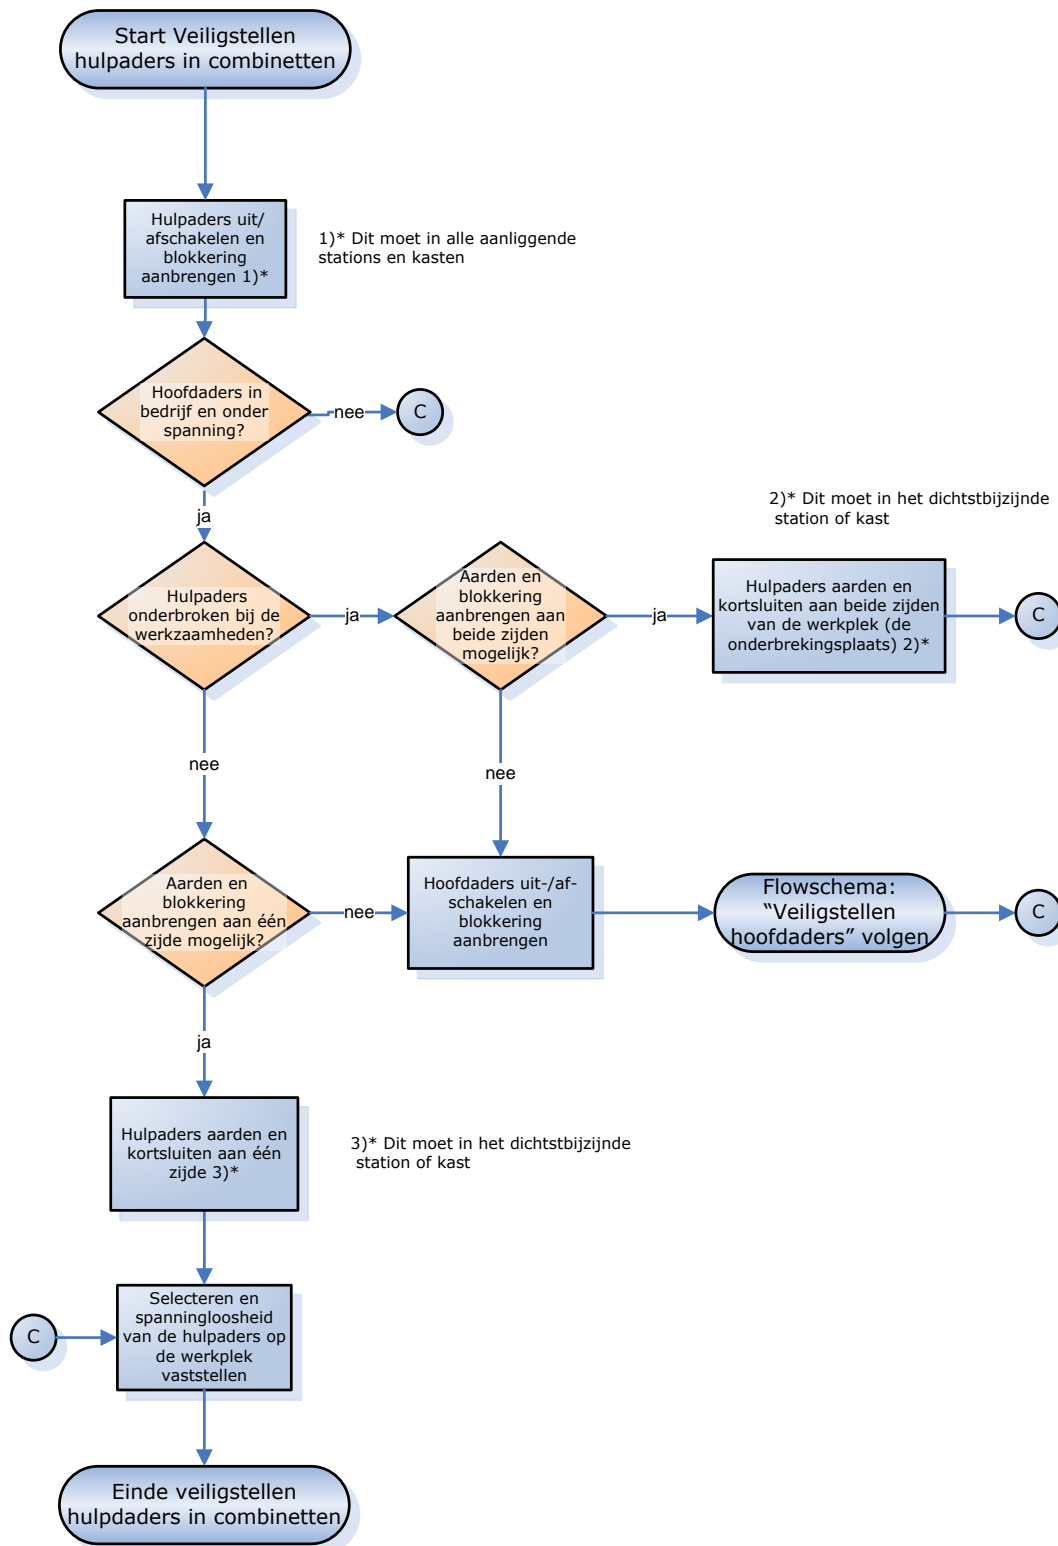 Start Veiligstellen
hulpaders in combinetten
Hulpaders uit/
afschakelen en
blokkering
aanbrengen 1)*
1)* Dit moet in alle aanliggende
stations en kasten
Hoofdaders in
bedrijf en onder
spanning?
nee
C
ja
2)* Dit moet in het dichtstbijzijnde
station of kast
Hulpaders
onderbroken bij de
werkzaamheden?
ja
Aarden en
blokkering
aanbrengen aan
beide zijden
mogelijk?
ja
Hulpaders aarden en
kortsluiten aan beide zijden
van de werkplek (de
onderbrekingsplaats) 2)*
C
nee
nee
Aarden en
blokkering
aanbrengen aan één
zijde mogelijk?
nee
Hoofdaders uit-/af-
schakelen en
blokkering
aanbrengen
Flowschema:
“Veiligstellen
hoofdaders” volgen
C
ja
Hulpaders aarden en
kortsluiten aan één
zijde 3)*
3)* Dit moet in het dichtstbijzijnde
station of kast
C
Selecteren en
spanningloosheid
van de hulpaders op
de werkplek
vaststellen
Einde veiligstellen
hulpdaders in combinetten